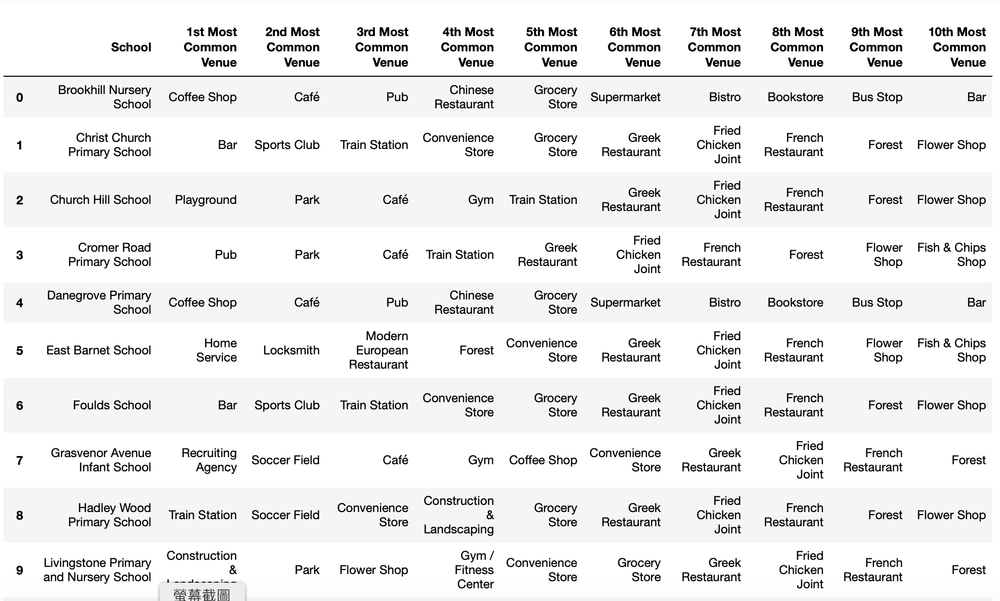 School 1st Most Common Venue 2nd Most Common Venue 3rd Most Common Venue 4th Most Common Venue 5th Most Common Venue 6th Most Common Venue 7th Most Common Venue 8th Most Common Venue 9th Most Common Venue 10th Most Common Venue
0 Brookhill Nursery School Coffee Shop Café Pub Chinese Restaurant Grocery Store Supermarket Bistro Bookstore Bus Stop Bar
1 Christ Church Primary School Bar Sports Club Train Station Convenience Store Grocery Store Greek Restaurant Fried Chicken Joint French Restaurant Forest Flower Shop
2 Church Hill School Playground Park Café Gym Train Station Greek Restaurant Fried Chicken Joint French Restaurant Forest Flower Shop
3 Cromer Road Primary School Pub Park Café Train Station Greek Restaurant Fried Chicken Joint French Restaurant Forest Flower Shop Fish & Chips Shop
4 Danegrove Primary School Coffee Shop Café Pub Chinese Restaurant Grocery Store Supermarket Bistro Bookstore Bus Stop Bar
5 East Barnet School Home Service Locksmith Modern European Restaurant Forest Convenience Store Greek Restaurant Fried Chicken Joint French Restaurant Flower Shop Fish & Chips Shop
6 Foulds School Bar Sports Club Train Station Convenience Store Grocery Store Greek Restaurant Fried Chicken Joint French Restaurant Forest Flower Shop
7 Grasvenor Avenue Infant School Recruiting Agency Soccer Field Café Gym Coffee Shop Convenience Store Greek Restaurant Fried Chicken Joint French Restaurant Forest
8 Hadley Wood Primary School Train Station Soccer Field Convenience Store Construction & Landscaping Grocery Store Greek Restaurant Fried Chicken Joint French Restaurant Forest Flower Shop
9 Livingstone Primary and Nursery School Construction & Landscaping Park Flower Shop Gym / Fitness Center Convenience Store Grocery Store Greek Restaurant Fried Chicken Joint French Restaurant Forest
螢幕截圖